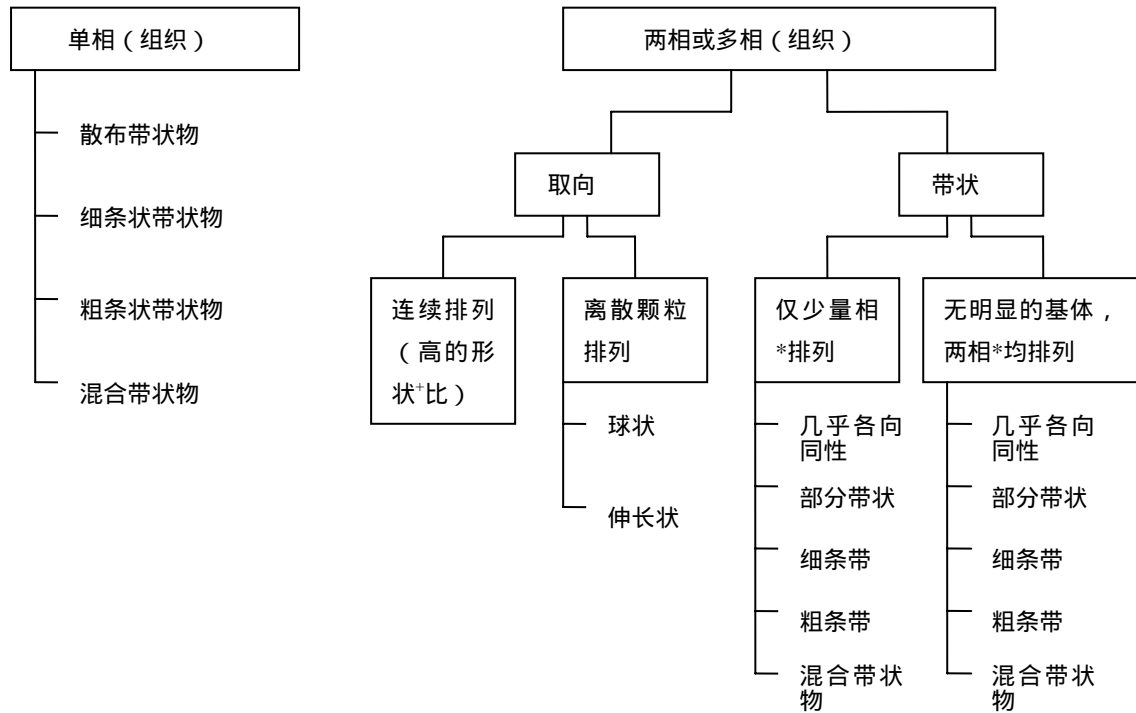 单相（组织）
散布带状物
细条状带状物
粗条状带状物
混合带状物
两相或多相（组织）
取向
带状
连续排列
（高的形
状⁺比）
离散颗粒
排列
球状
伸长状
仅少量相
*排列
几乎各向
同性
部分带状
细条带
粗条带
混合带状
物
无明显的基体，
两相*均排列
几乎各向
同性
部分带状
细条带
粗条带
混合带状
物